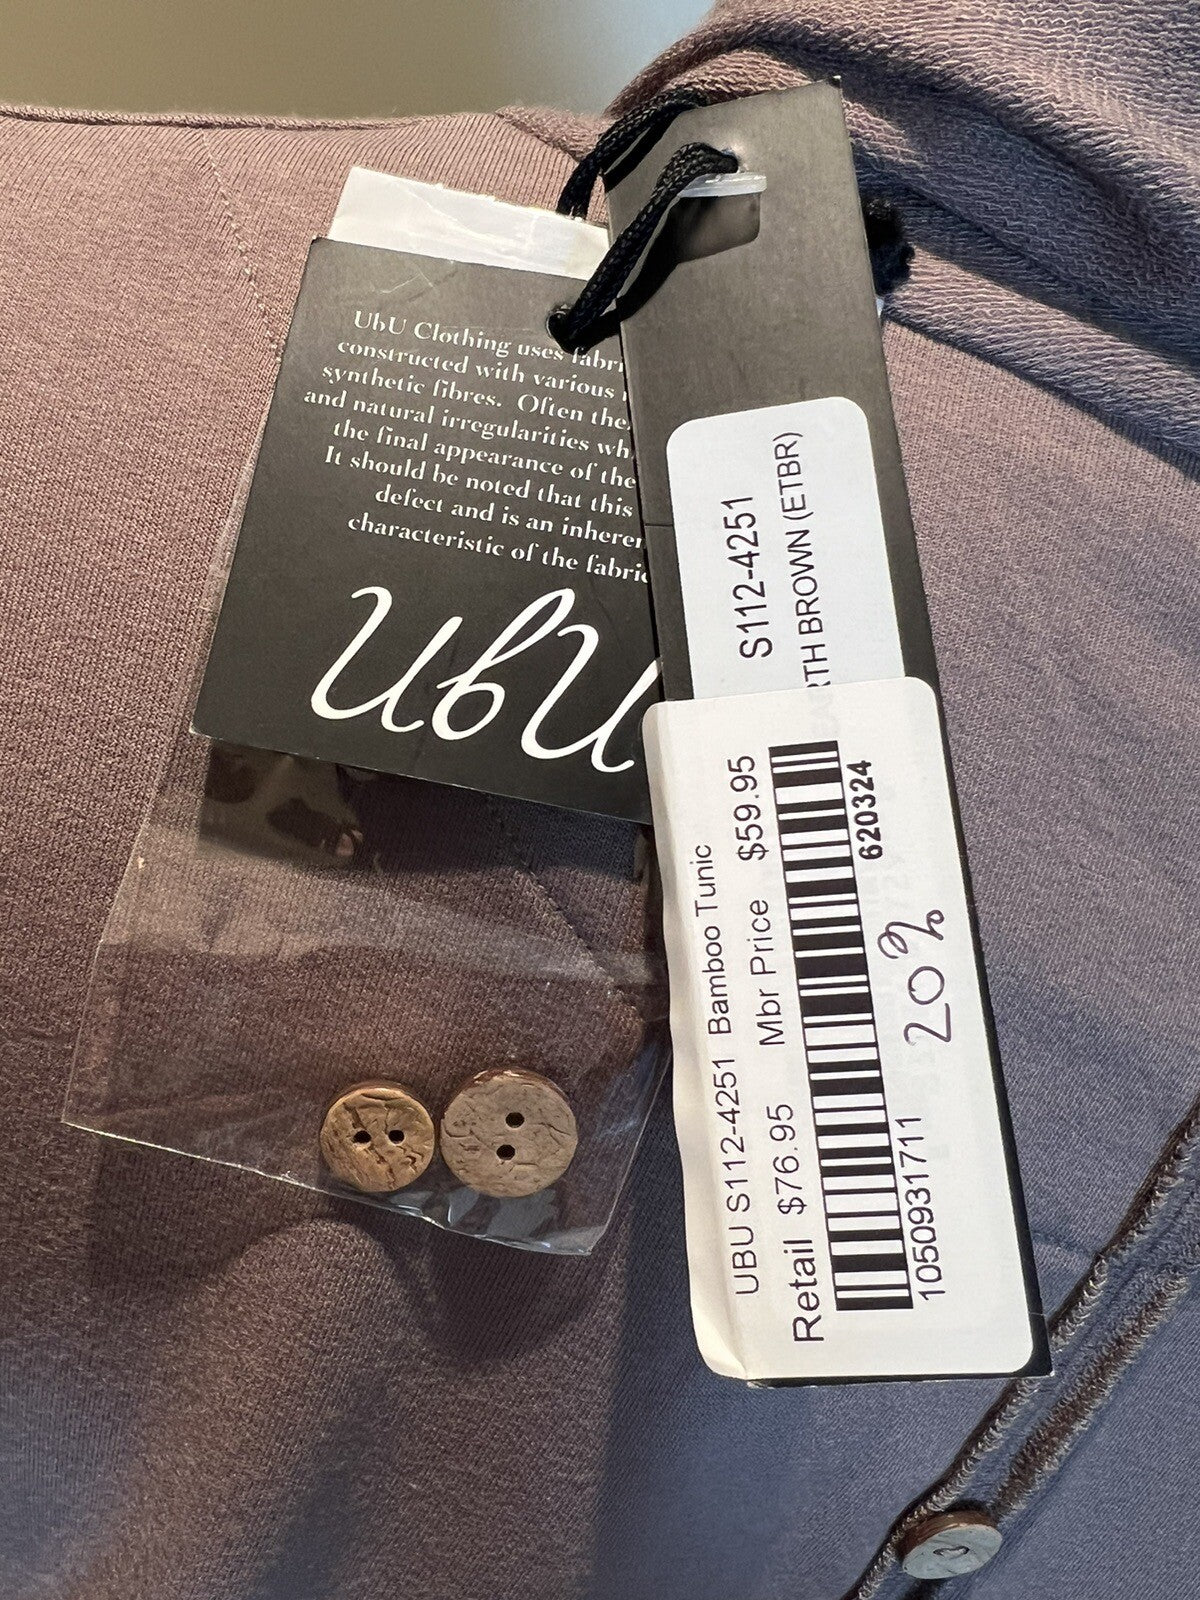 UbU Clothing uses fabri
constructed with various
synthetic fibres. Often the
and natural irregularities wh
the final appearance of the
It should be noted that this
defect and is an inheren
characteristic of the fabric
UbU
S112-4251
RTH BROWN (ETBR)
UBU S112-4251 Bamboo Tunic
Retail $76.95 Mbr Price $59.95
620324
1050931711 20%